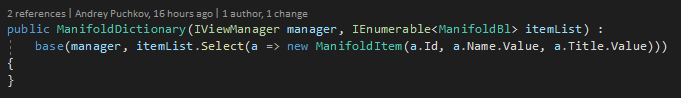 2 references | Andrey Puchkov, 16 hours ago | 1 author, 1 change
public ManifoldDictionary(IViewManager manager, IEnumerable<ManifoldBl> itemList) :
base(manager, itemList.Select(a => new ManifoldItem(a.Id, a.Name.Value, a.Title.Value)))
{
}